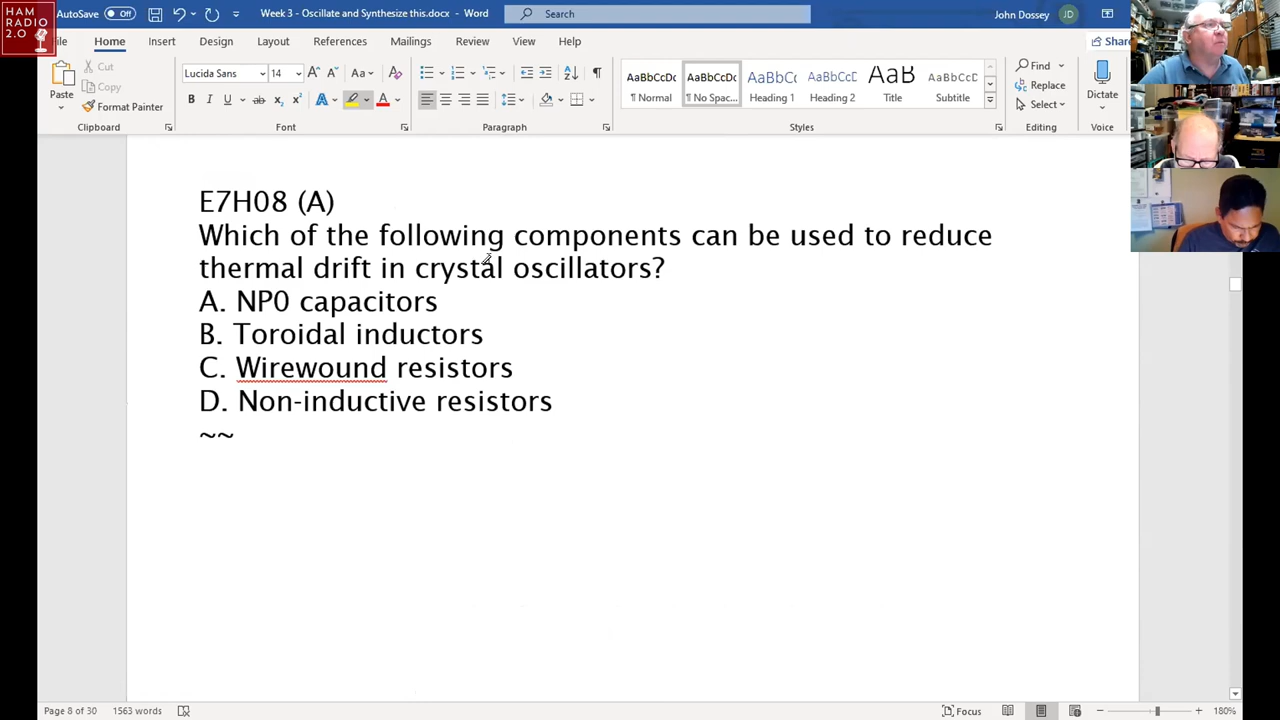 HAM
RADIO
2.0
AutoSave
Off
Week 3 - Oscillate and Synthesize this.docx - Word
Search
John Dossey
JD
File
Home
Insert
Design
Layout
References
Mailings
Review
View
Help
Share
Paste
Cut
Copy
Format Painter
Clipboard
Lucida Sans
14
Font
Paragraph
AaBbCcDc
¶ Normal
AaBbCcDc
¶ No Spac...
AaBbCcD
Heading 1
AaBbCcD
Heading 2
AaB
Title
AaBbCcD
Subtitle
Styles
Find
Replace
Select
Editing
Dictate
Voice
E7H08 (A)
Which of the following components can be used to reduce
thermal drift in crystal oscillators?
A. NP0 capacitors
B. Toroidal inductors
C. Wirewound resistors
D. Non-inductive resistors
~~
Page 8 of 30
1563 words
Focus
180%